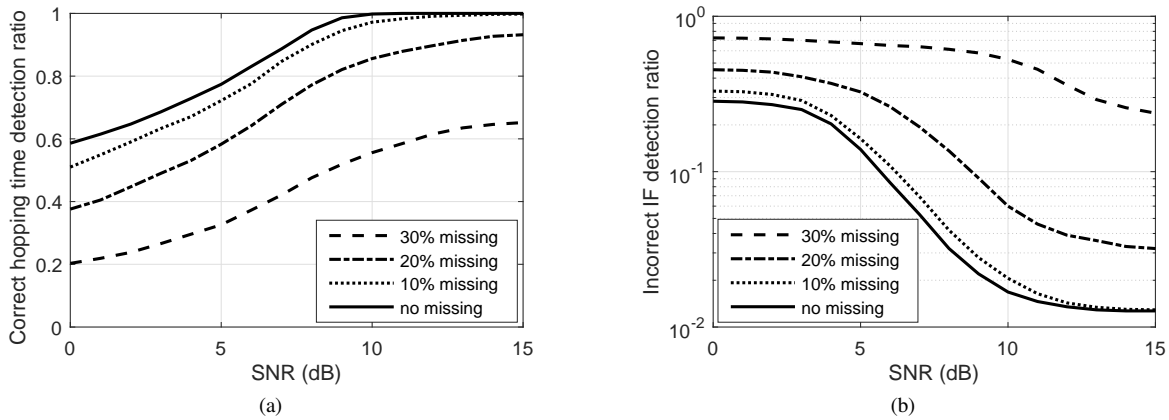 Correct hopping time detection ratio
1
0.8
0.6
0.4
0.2
0
0
5
10
15
SNR (dB)
30% missing
20% missing
10% missing
no missing
(a)
Incorrect IF detection ratio
10^0
10^-1
10^-2
0
5
10
15
SNR (dB)
30% missing
20% missing
10% missing
no missing
(b)